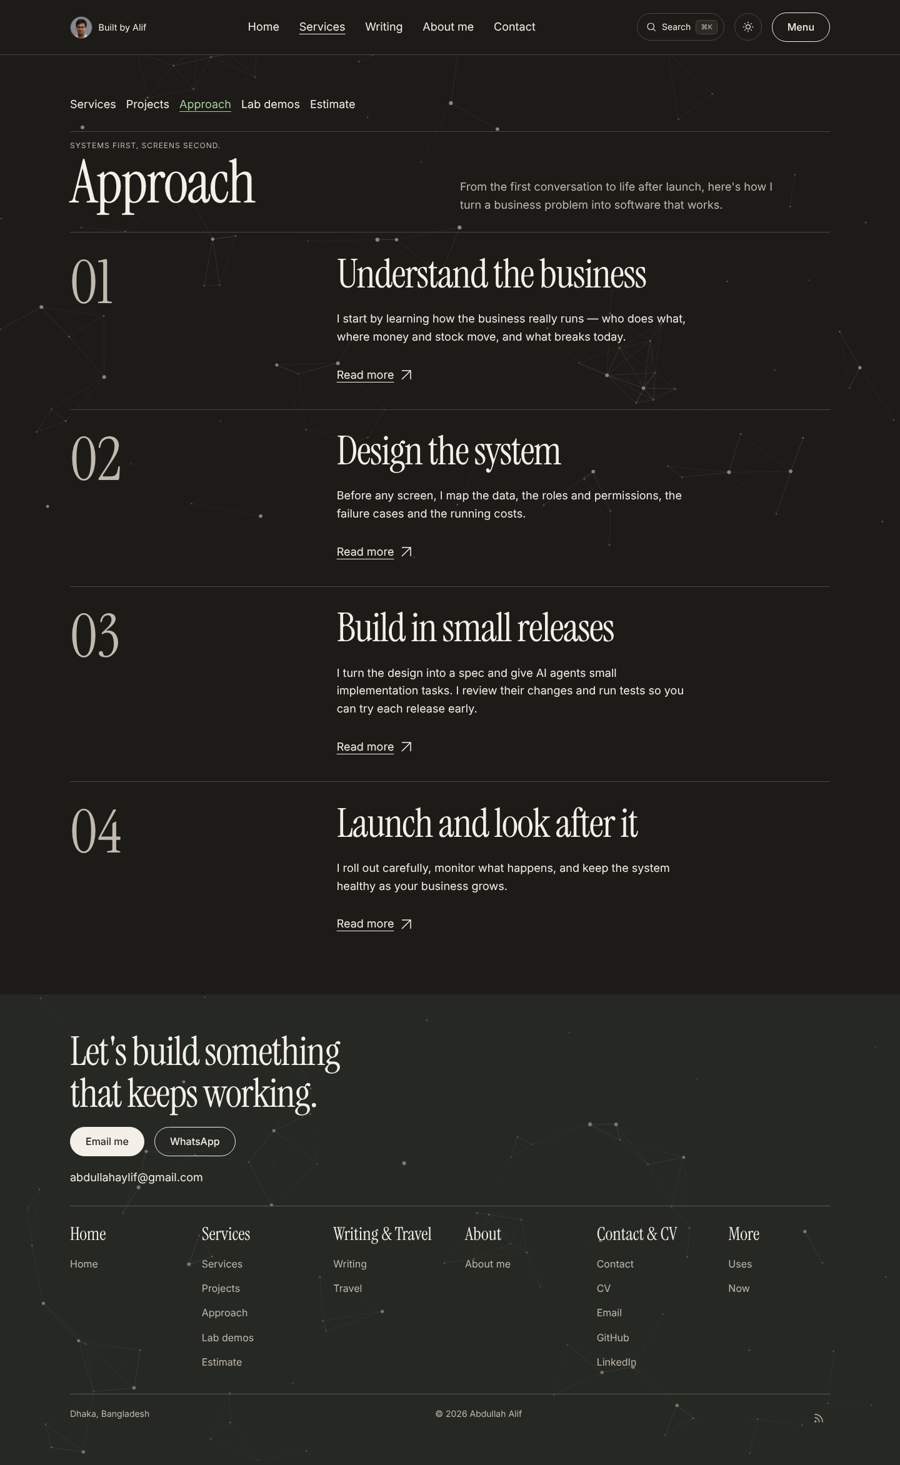 Built by Alif
Home Services Writing About me Contact
Search ⌘K
Menu
Services Projects Approach Lab demos Estimate
SYSTEMS FIRST, SCREENS SECOND.
Approach
From the first conversation to life after launch, here's how I
turn a business problem into software that works.
01
Understand the business
I start by learning how the business really runs — who does what,
where money and stock move, and what breaks today.
Read more
02
Design the system
Before any screen, I map the data, the roles and permissions, the
failure cases and the running costs.
Read more
03
Build in small releases
I turn the design into a spec and give AI agents small
implementation tasks. I review their changes and run tests so you
can try each release early.
Read more
04
Launch and look after it
I roll out carefully, monitor what happens, and keep the system
healthy as your business grows.
Read more
Let's build something
that keeps working.
Email me WhatsApp
abdullahaylif@gmail.com
Home
Home
Services
Services
Projects
Approach
Lab demos
Estimate
Writing & Travel
Writing
Travel
About
About me
Contact & CV
Contact
CV
Email
GitHub
LinkedIn
More
Uses
Now
Dhaka, Bangladesh
© 2026 Abdullah Alif